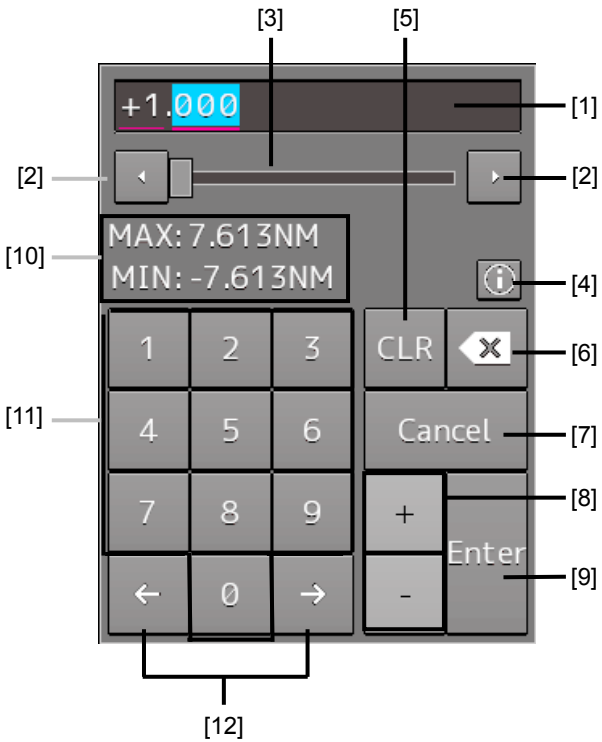 [3] [5]
+1.000 [1]
[2] [2]
[10] MAX: 7.613NM
MIN: -7.613NM [4]
1 2 3 CLR [6]
[11] 4 5 6 Cancel [7]
7 8 9 + [8]
Enter [9]
← 0 → -
[12]